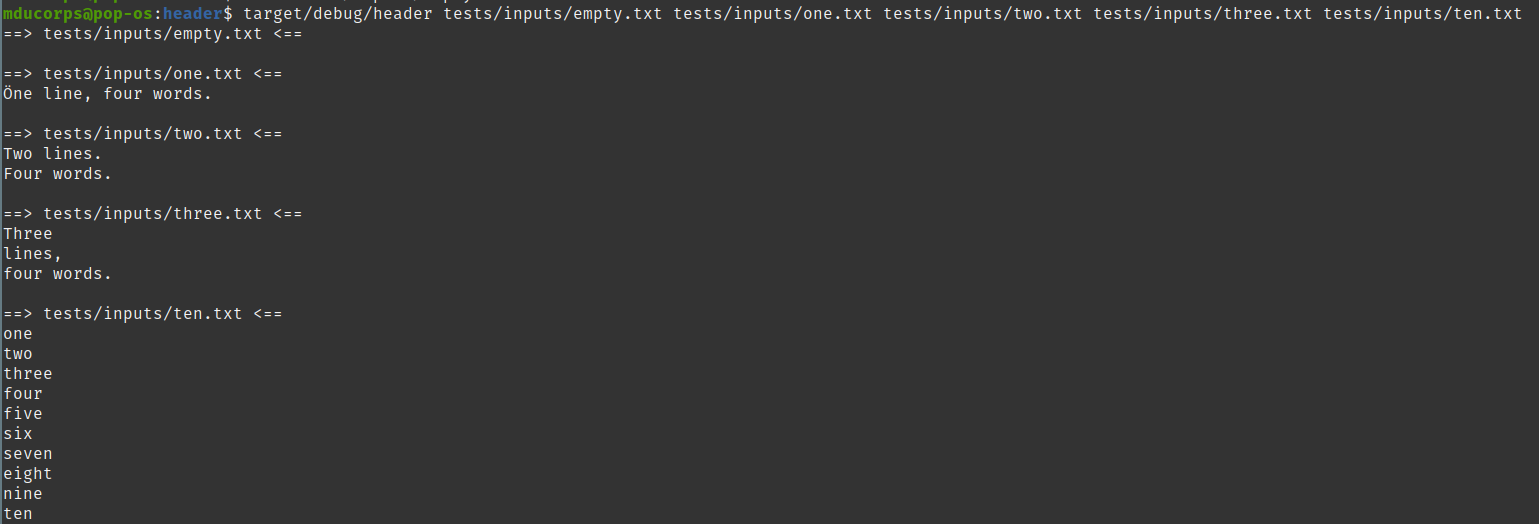 mducorps@pop-os:header$ target/debug/header tests/inputs/empty.txt tests/inputs/one.txt tests/inputs/two.txt tests/inputs/three.txt tests/inputs/ten.txt
==> tests/inputs/empty.txt <==

==> tests/inputs/one.txt <==
Öne line, four words.

==> tests/inputs/two.txt <==
Two lines.
Four words.

==> tests/inputs/three.txt <==
Three
lines,
four words.

==> tests/inputs/ten.txt <==
one
two
three
four
five
six
seven
eight
nine
ten